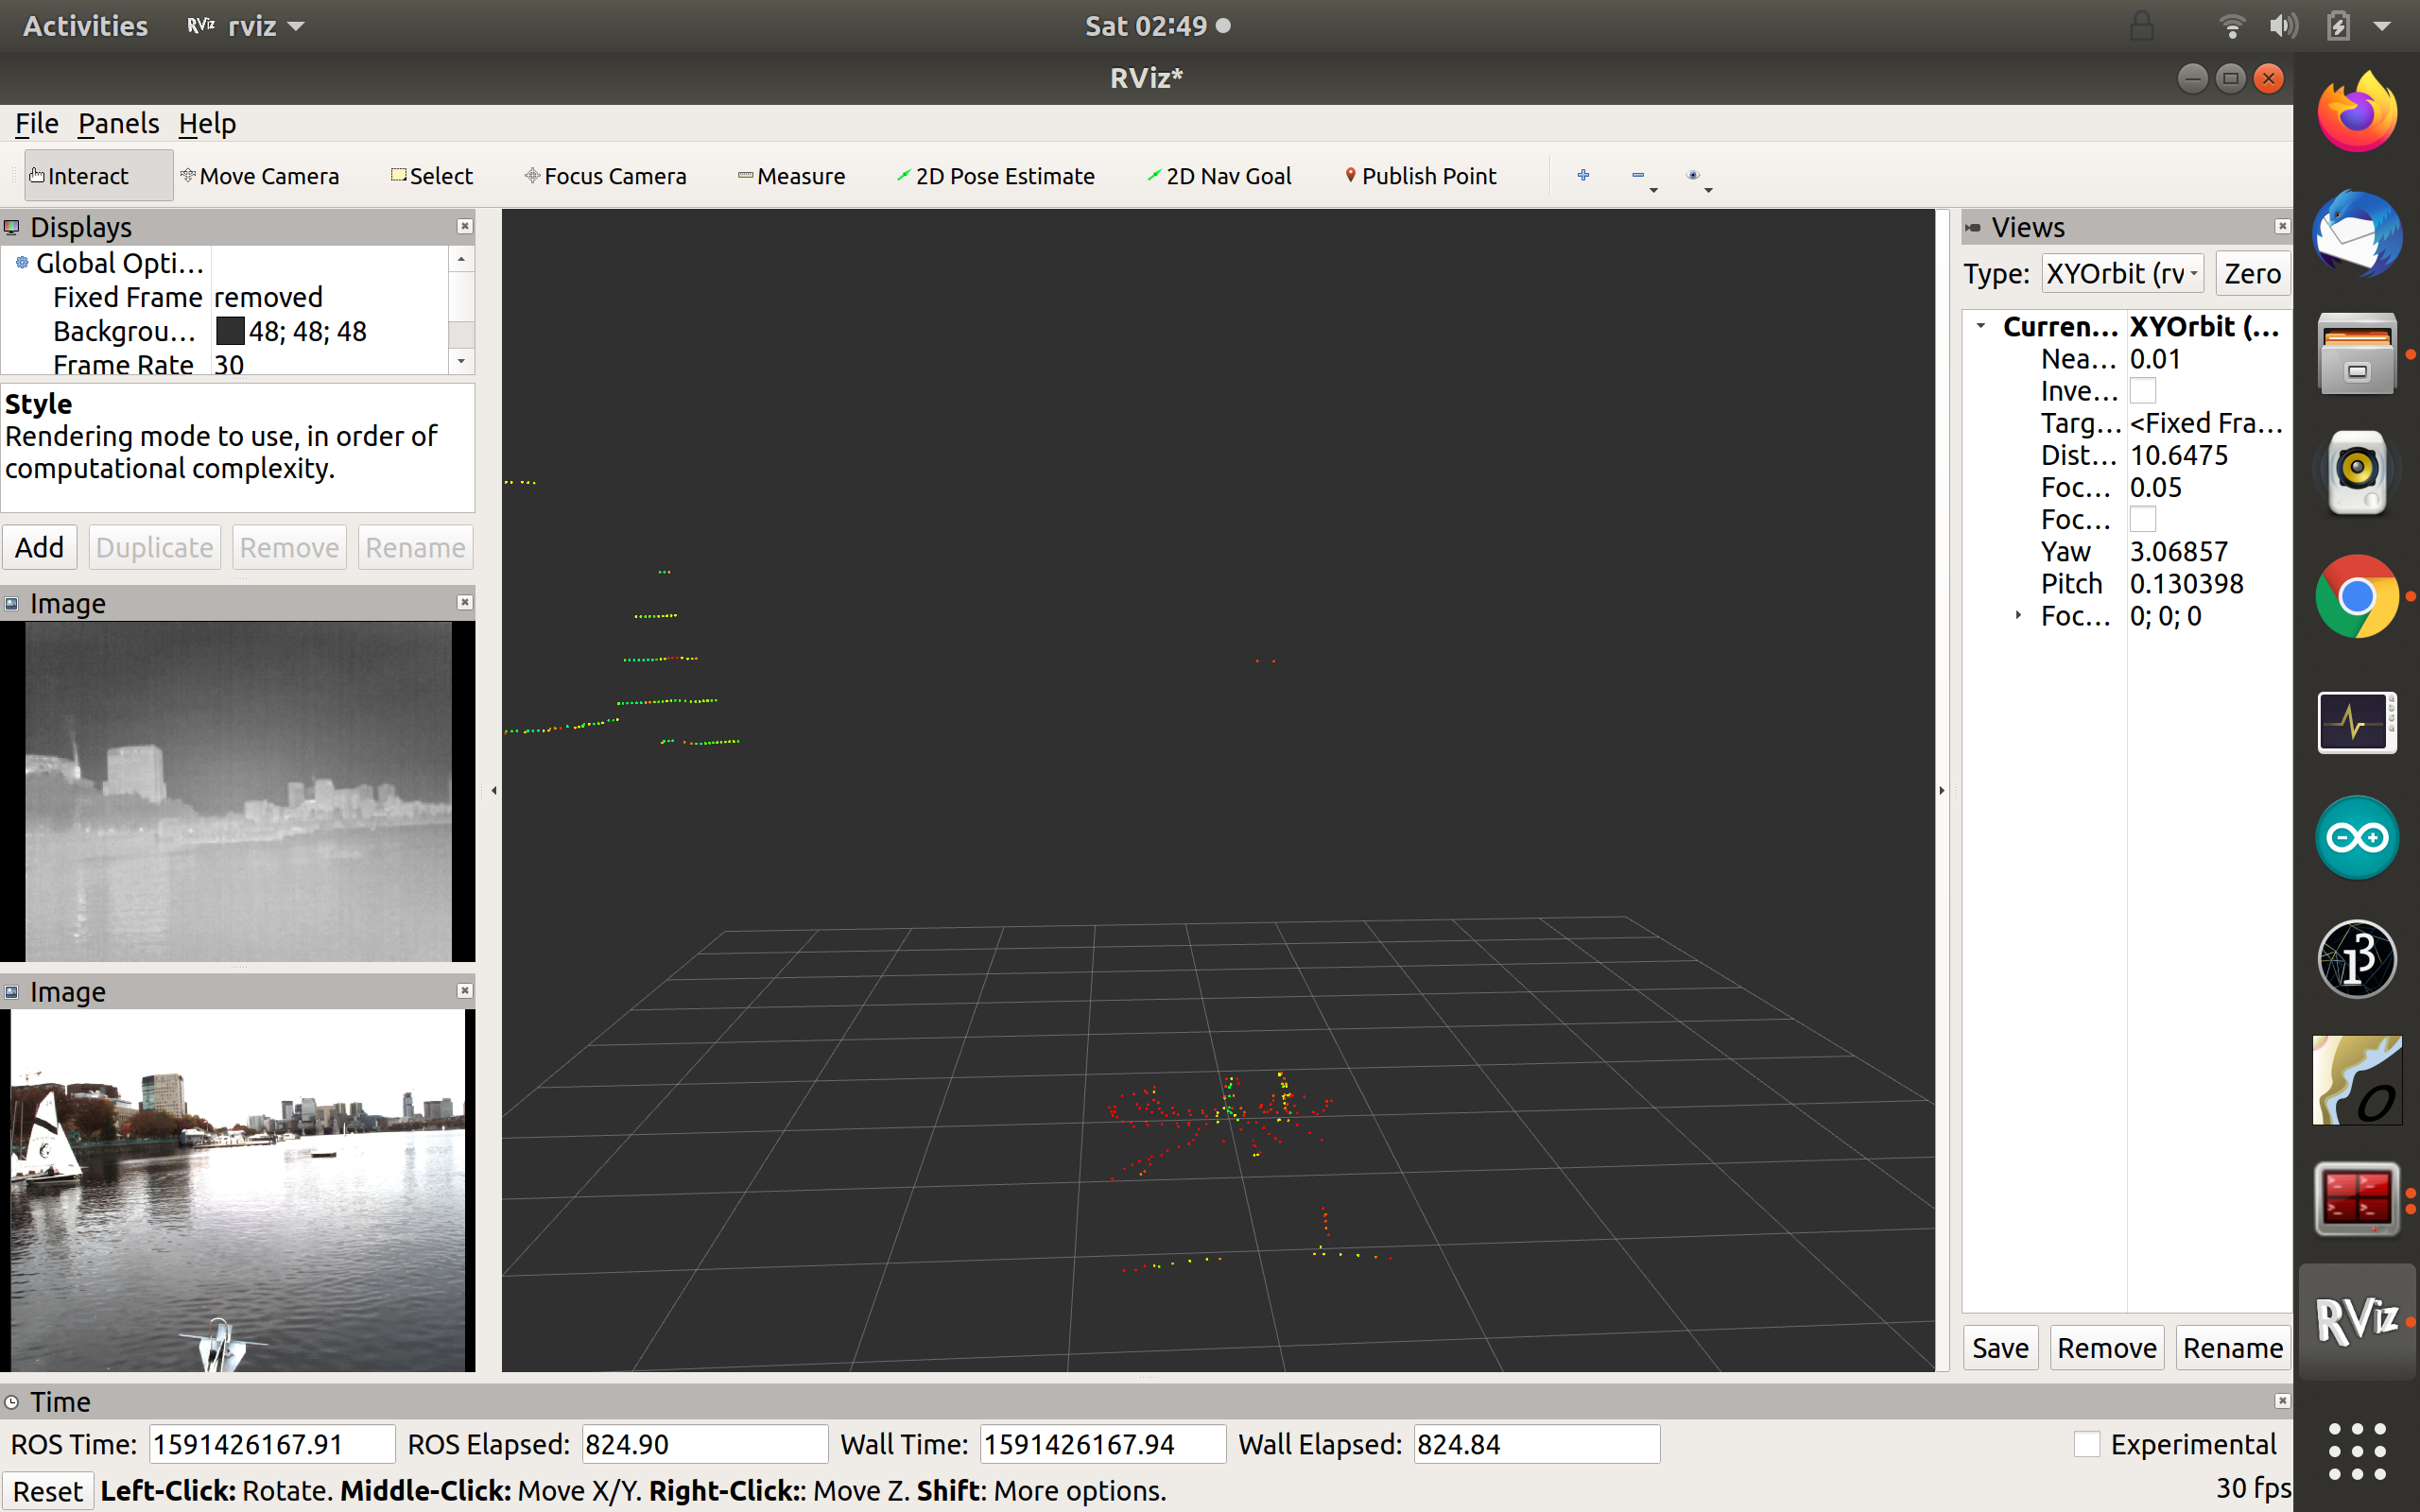 Activities RViz rviz Sat 02:49
RViz*
File Panels Help
Interact Move Camera Select Focus Camera Measure 2D Pose Estimate 2D Nav Goal Publish Point
Displays
Global Opti...
Fixed Frame removed
Backgrou... 48; 48; 48
Frame Rate 30
Style
Rendering mode to use, in order of
computational complexity.
Add Duplicate Remove Rename
Image
Image
Views
Type: XYOrbit (rv Zero
Curren... XYOrbit (...
Nea... 0.01
Inve...
Targ... <Fixed Fra...
Dist... 10.6475
Foc... 0.05
Foc...
Yaw 3.06857
Pitch 0.130398
Foc... 0; 0; 0
Save Remove Rename
i3
RViz
Time
ROS Time: 1591426167.91 ROS Elapsed: 824.90 Wall Time: 1591426167.94 Wall Elapsed: 824.84 Experimental
Reset Left-Click: Rotate. Middle-Click: Move X/Y. Right-Click:: Move Z. Shift: More options. 30 fps